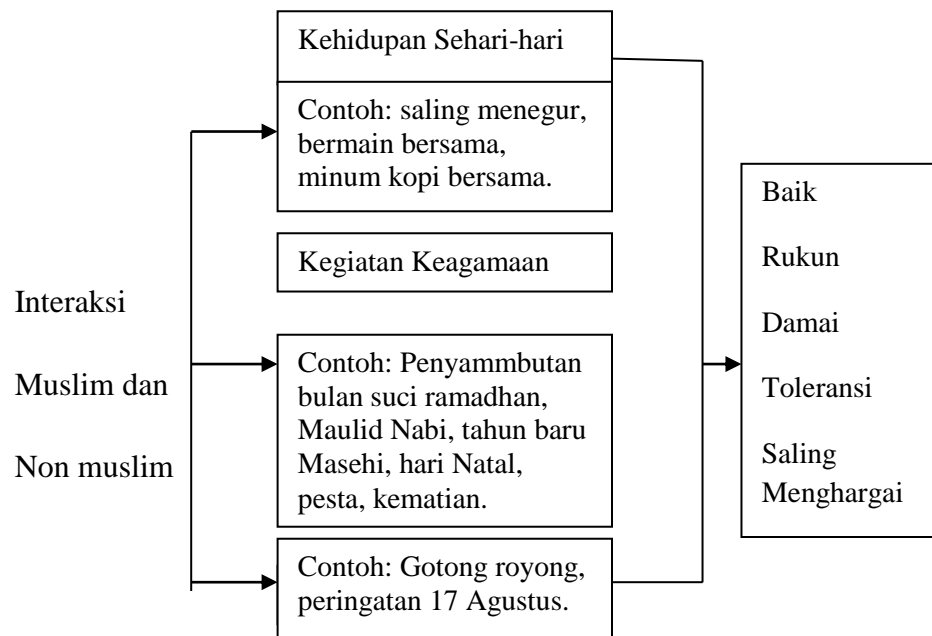 Interaksi
Muslim dan
Non muslim
Kehidupan Sehari-hari
Contoh: saling menegur,
bermain bersama,
minum kopi bersama.
Kegiatan Keagamaan
Contoh: Penyammbutan
bulan suci ramadhan,
Maulid Nabi, tahun baru
Masehi, hari Natal,
pesta, kematian.
Contoh: Gotong royong,
peringatan 17 Agustus.
Baik
Rukun
Damai
Toleransi
Saling
Menghargai